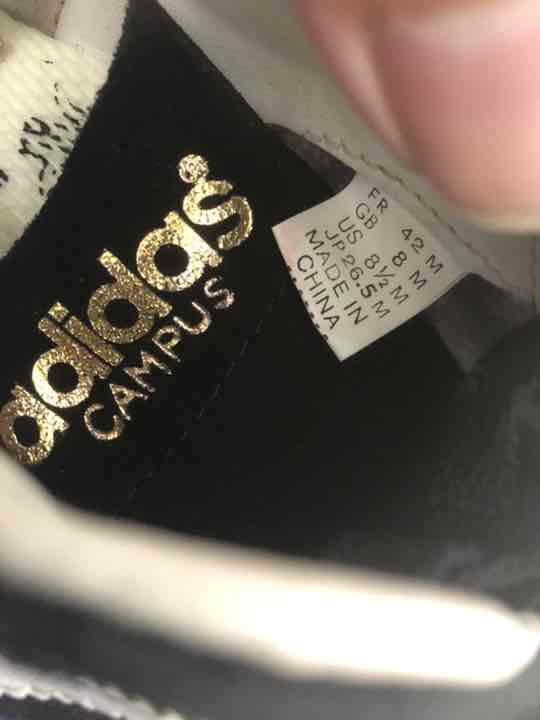 adidas®
CAMPUS
FR 42 M
GB 8 M
US 8½ M
JP 26.5 M
MADE IN
CHINA